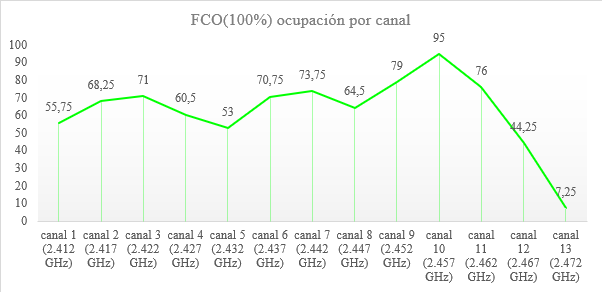 FCO(100%) ocupación por canal
100
90
80
70
60
50
40
30
20
10
0
55,75
68,25
71
60,5
53
70,75
73,75
64,5
79
95
76
44,25
7,25
canal 1
(2.412
GHz)
canal 2
(2.417
GHz)
canal 3
(2.422
GHz)
canal 4
(2.427
GHz)
canal 5
(2.432
GHz)
canal 6
(2.437
GHz)
canal 7
(2.442
GHz)
canal 8
(2.447
GHz)
canal 9
(2.452
GHz)
canal
10
(2.457
GHz)
canal
11
(2.462
GHz)
canal
12
(2.467
GHz)
canal
13
(2.472
GHz)